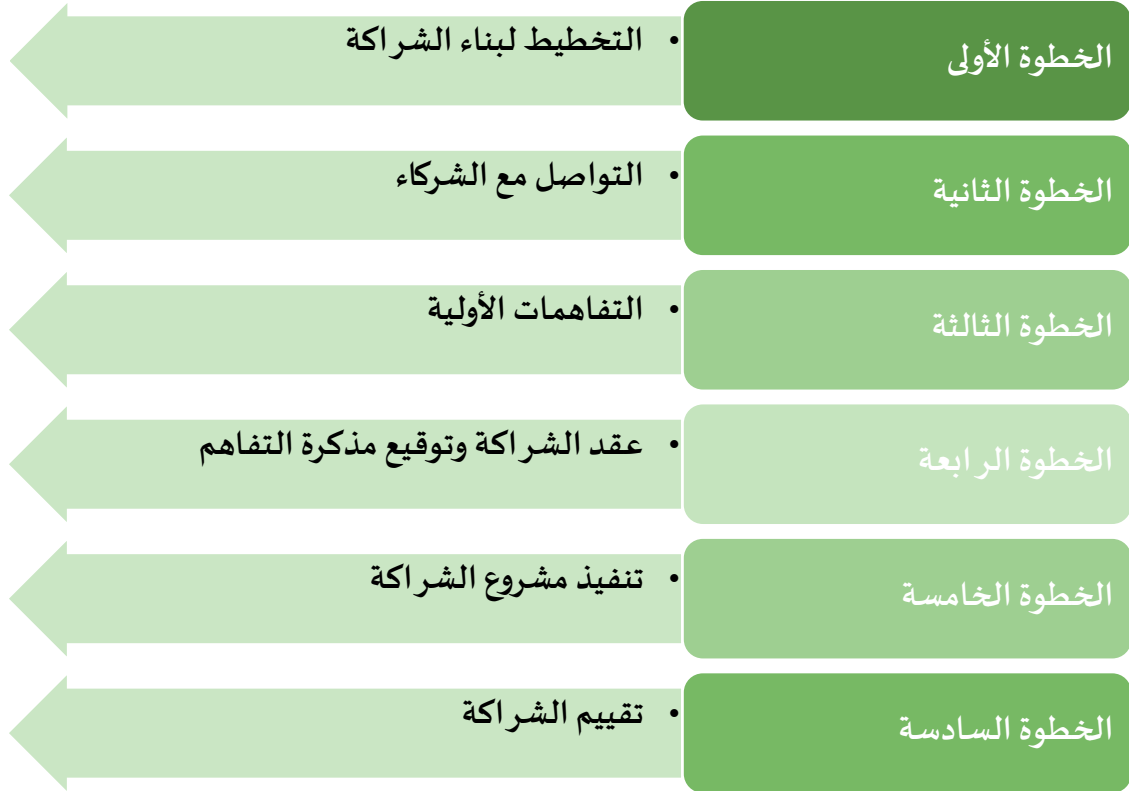 الخطوة الأولى
• التخطيط لبناء الشراكة
الخطوة الثانية
• التواصل مع الشركاء
الخطوة الثالثة
• التفاهمات الأولية
الخطوة الرابعة
• عقد الشراكة وتوقيع مذكرة التفاهم
الخطوة الخامسة
• تنفيذ مشروع الشراكة
الخطوة السادسة
• تقييم الشراكة